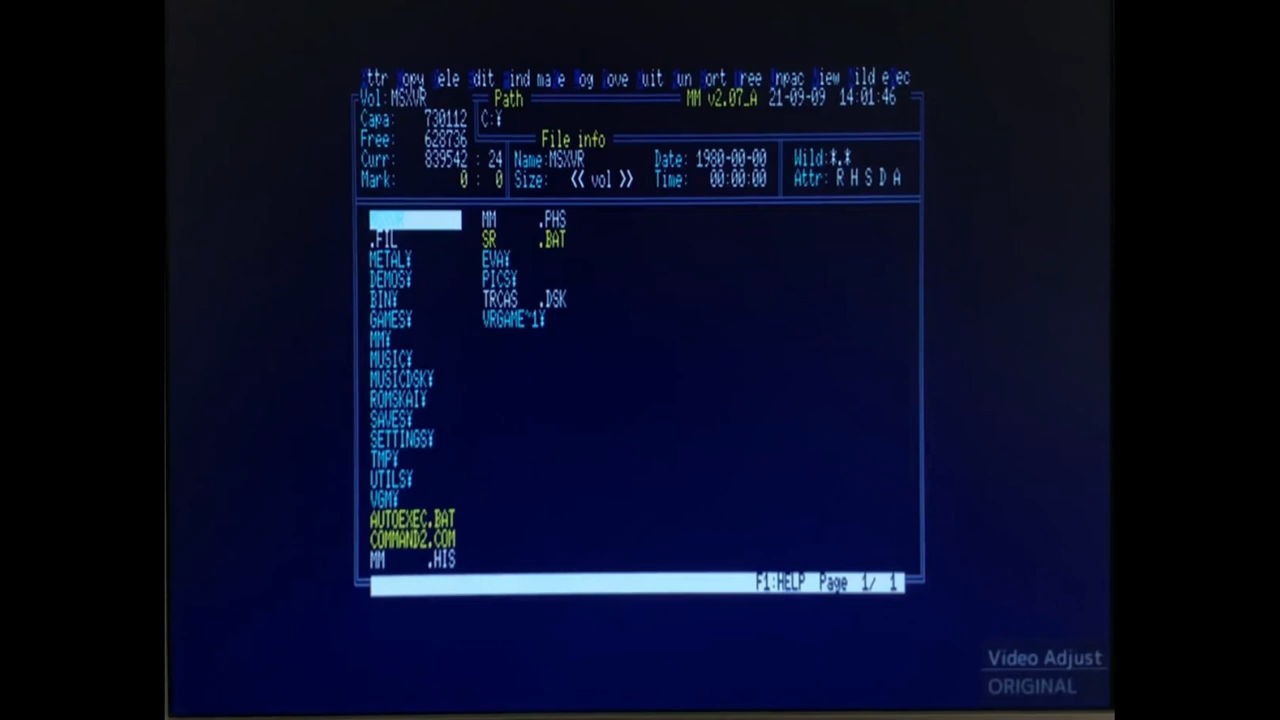 ttr opy ele dit ind ma e og ove uit un ort ree npac iew ild e ec
Vol:MSXVR Path MM v2.07_A 21-09-09 14:01:46
Capa: 730112 C:¥
Free: 628736 File info
Curr: 839542 : 24 Name:MSXVR Date: 1980-00-00 Wild:*.*
Mark: 0 : 0 Size: 《 vol 》 Time: 00:00:00 Attr: R H S D A
MM .PHS
.FIL SR .BAT
METAL¥ EVA¥
DEMOS¥ PICS¥
BIN¥ TRCAS .DSK
GAMES¥ VRGAME~1¥
MM¥
MUSIC¥
MUSICDSK¥
ROMSKAI¥
SAVES¥
SETTINGS¥
TMP¥
UTILS¥
VGM¥
AUTOEXEC.BAT
COMMAND2.COM
MM .HIS
F1:HELP Page 1/ 1
Video Adjust
ORIGINAL